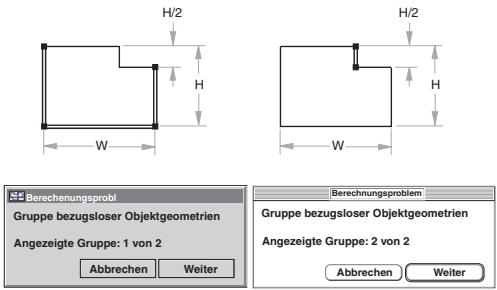 H/2
H
W
H/2
H
W
Berechenungsprobl
Gruppe bezugsloser Objektgeometrien
Angezeigte Gruppe: 1 von 2
Abbrechen
Weiter
Berechnungsproblem
Gruppe bezugsloser Objektgeometrien
Angezeigte Gruppe: 2 von 2
Abbrechen
Weiter